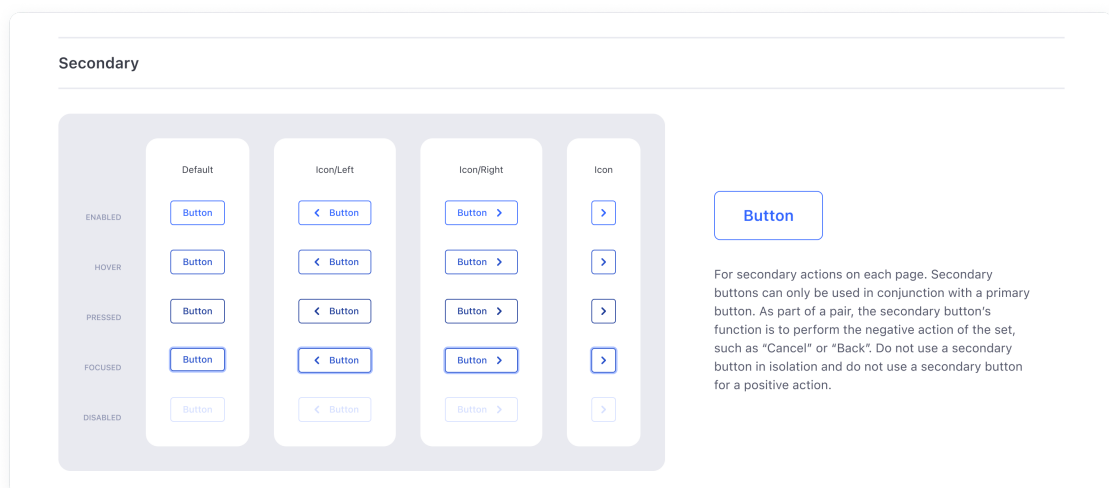 Secondary
Default Icon/Left Icon/Right Icon
ENABLED Button Button Button
HOVER Button Button Button
PRESSED Button Button Button
FOCUSED Button Button Button
DISABLED Button Button Button
Button
For secondary actions on each page. Secondary
buttons can only be used in conjunction with a primary
button. As part of a pair, the secondary button’s
function is to perform the negative action of the set,
such as “Cancel” or “Back”. Do not use a secondary
button in isolation and do not use a secondary button
for a positive action.